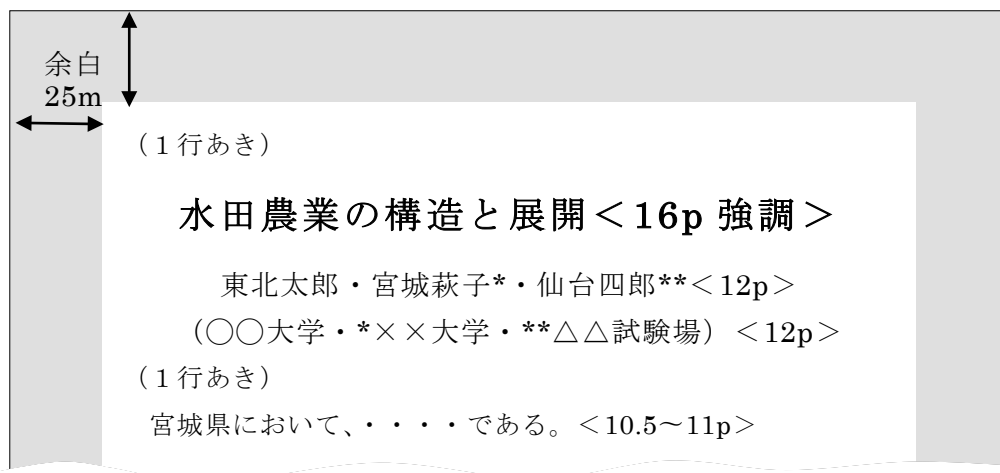 余白
25m
（１行あき）
水田農業の構造と展開＜16p 強調＞
東北太郎・宮城萩子*・仙台四郎**＜12p＞
（○○大学・*××大学・**△△試験場）＜12p＞
（１行あき）
宮城県において、・・・・である。＜10.5～11p＞